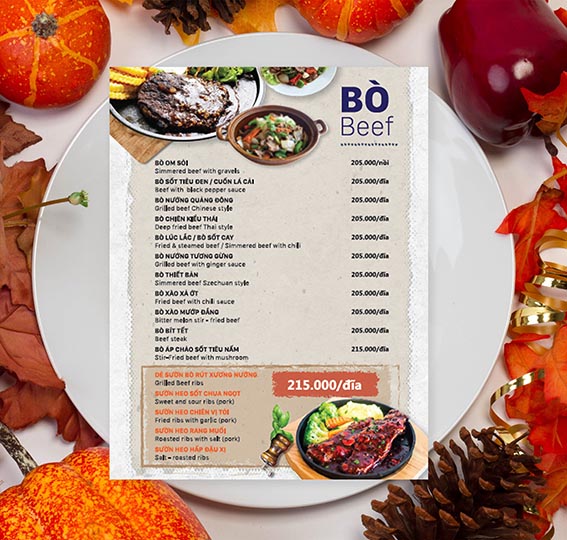 BÒ
Beef
BÒ OM SỎI 205.000/nồi
Simmered beef with gravels
BÒ SỐT TIÊU ĐEN / CUỐN LÁ CẢI 205.000/đĩa
Beef with black pepper sauce
BÒ NƯỚNG QUẢNG ĐÔNG 205.000/đĩa
Grilled beef Chinese style
BÒ CHIÊN KIỂU THÁI 205.000/đĩa
Deep fried beef Thai style
BÒ LÚC LẮC / BÒ SỐT CAY 205.000/đĩa
Fried & steamed beef / Simmered beef with chili
BÒ NƯỚNG TƯƠNG GỪNG 205.000/đĩa
Grilled beef with ginger sauce
BÒ THIẾT BẢN 205.000/đĩa
Simmered beef Szechuan style
BÒ XÀO XẢ ỚT 205.000/đĩa
Fried beef with chili sauce
BÒ XÀO MƯỚP ĐẮNG 205.000/đĩa
Bitter melon stir - fried beef
BÒ BÍT TẾT 205.000/đĩa
Beef steak
BÒ ÁP CHẢO SỐT TIÊU NẤM 215.000/đĩa
Stir-Fried beef with mushroom
DẺ SƯỜN BÒ RÚT XƯƠNG NƯỚNG
Grilled Beef ribs
SƯỜN HEO SỐT CHUA NGỌT
Sweet and sour ribs (pork)
SƯỜN HEO CHIÊN VỊ TỎI
Fried ribs with garlic (pork)
SƯỜN HEO RANG MUỐI
Roasted ribs with salt (pork)
SƯỜN HEO HẤP ĐẬU XỊ
Salt - roasted ribs
215.000/đĩa